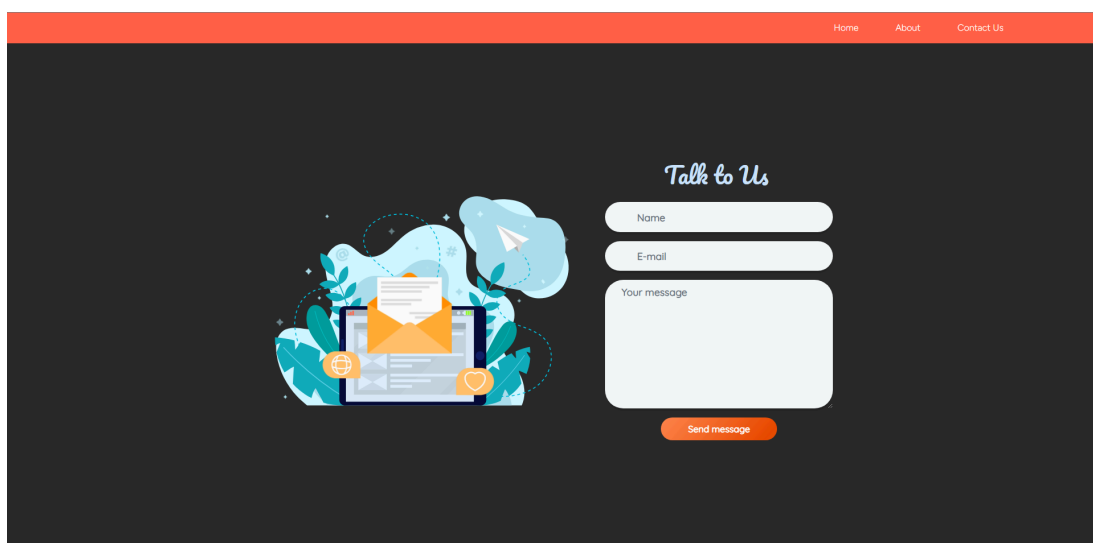 Home About Contact Us
Talk to Us
Name
E-mail
Your message
Send message